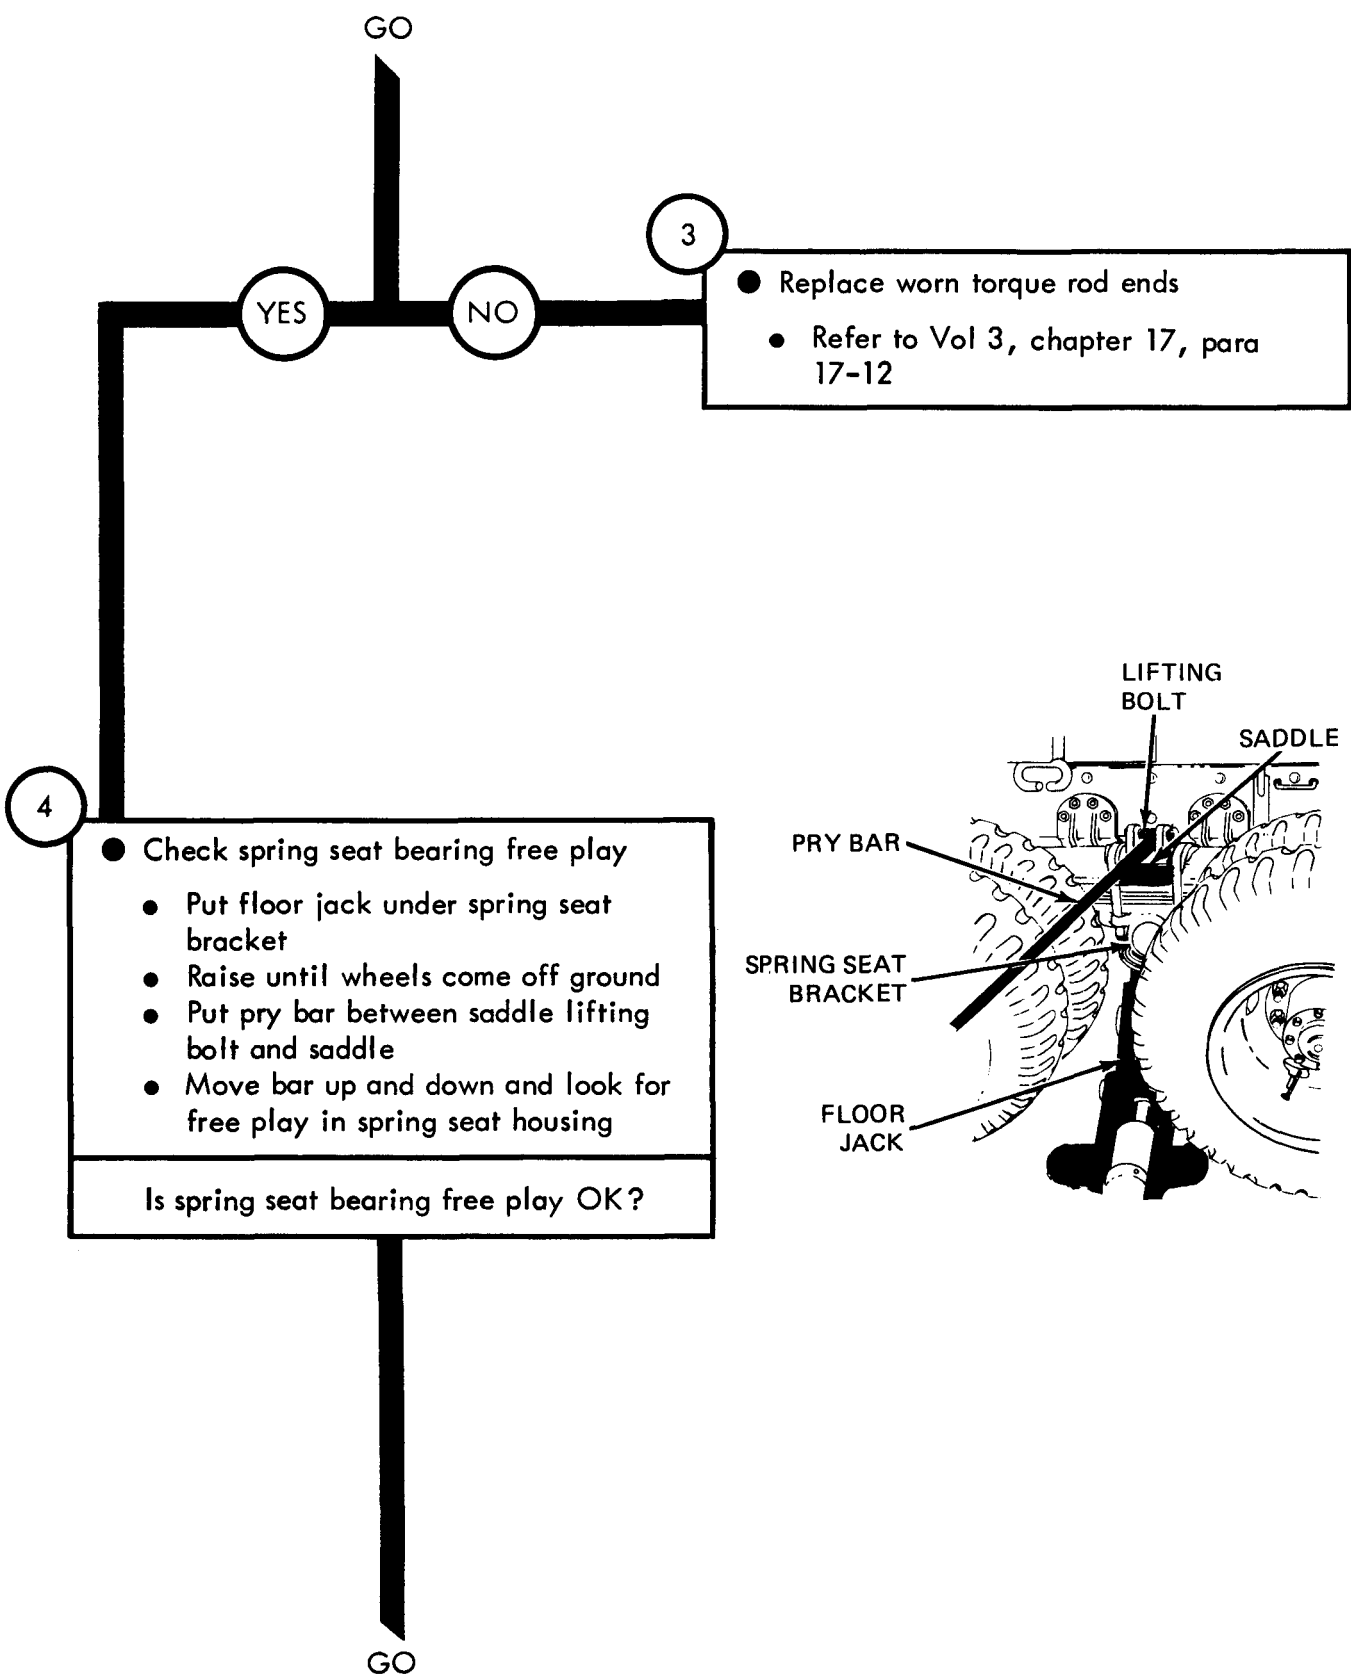 GO
3
● Replace worn torque rod ends
● Refer to Vol 3, chapter 17, para
17-12
YES
NO
4
● Check spring seat bearing free play
● Put floor jack under spring seat
bracket
● Raise until wheels come off ground
● Put pry bar between saddle lifting
bolt and saddle
● Move bar up and down and look for
free play in spring seat housing
Is spring seat bearing free play OK?
LIFTING
BOLT
SADDLE
PRY BAR
SPRING SEAT
BRACKET
FLOOR
JACK
GO